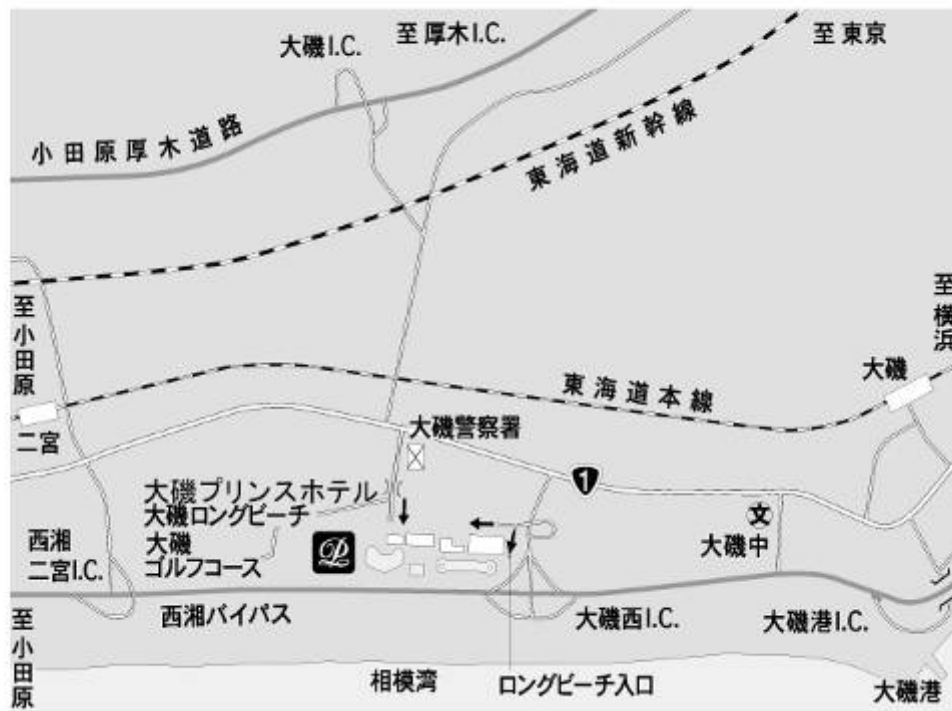 大磯I.C.
至 厚木I.C.
至 東京
小田原厚木道路
東海道新幹線
至小田原
至横浜
大磯
東海道本線
二宮
大磯警察署
1
大磯プリンスホテル
大磯ロングビーチ
文
大磯中
西湘
二宮I.C.
大磯
ゴルフコース
P
西湘バイパス
大磯西I.C.
大磯港I.C.
至小田原
相模湾
ロングビーチ入口
大磯港